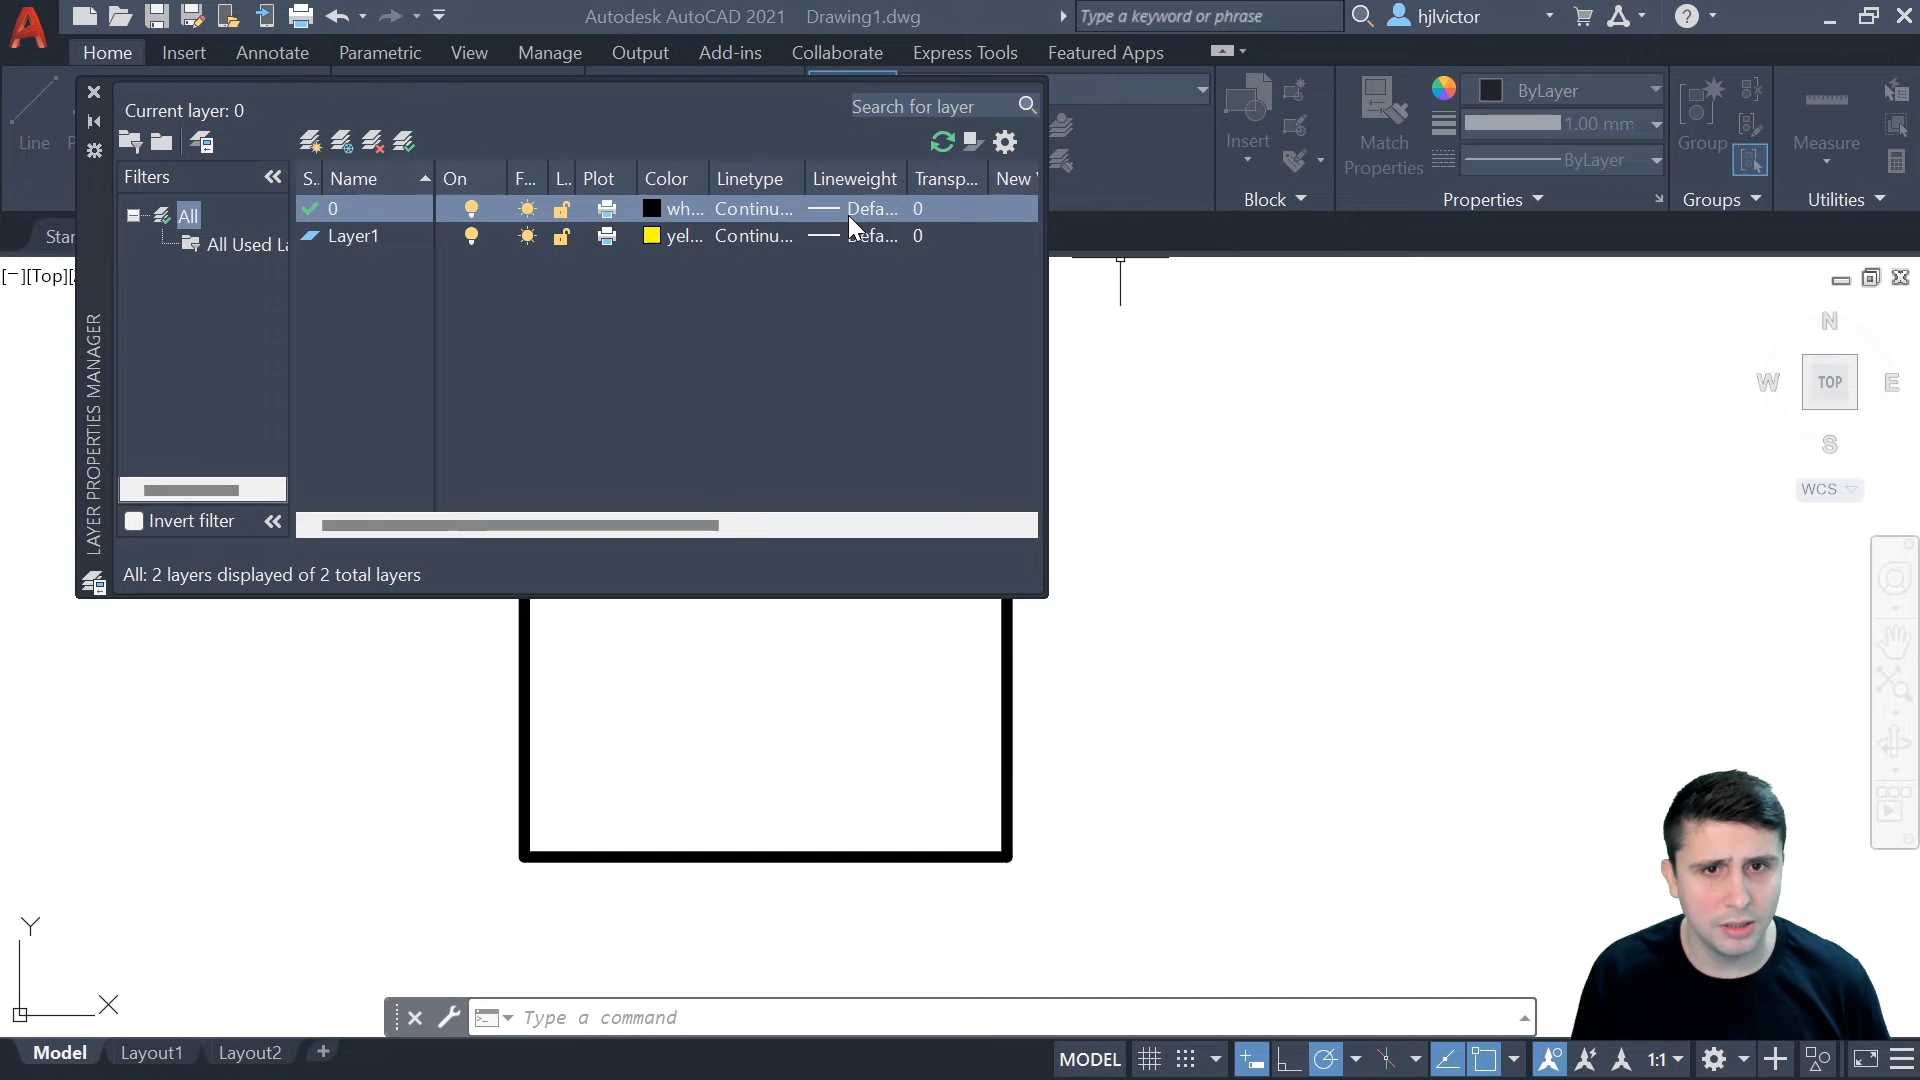 Autodesk AutoCAD 2021 Drawing1.dwg
Type a keyword or phrase
hjlvictor
Home Insert Annotate Parametric View Manage Output Add-ins Collaborate Express Tools Featured Apps
Line
Insert
Match Properties
ByLayer
1.00 mm
ByLayer
Group
Measure
Block
Properties
Groups
Utilities
Current layer: 0
Search for layer
Filters
S.. Name On F... L.. Plot Color Linetype Lineweight Transp... New
0 wh... Continu... Defa... 0
Layer1 yel... Continu... Defa... 0
All
All Used La
Invert filter
All: 2 layers displayed of 2 total layers
LAYER PROPERTIES MANAGER
Star
[−][Top][
N
W TOP E
S
WCS
Y
X
Type a command
Model Layout1 Layout2 +
MODEL
1:1